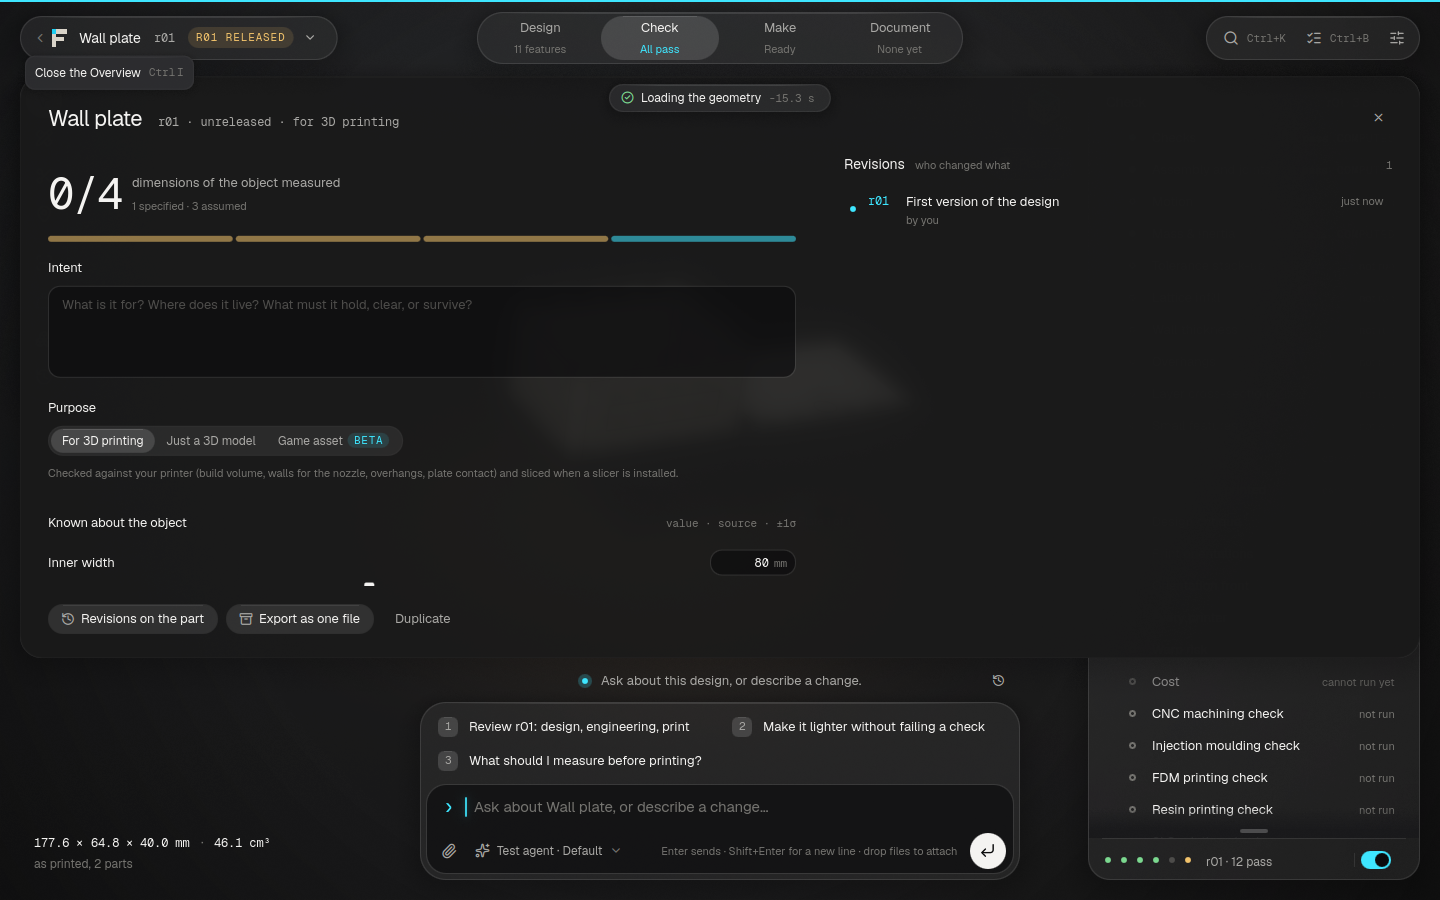 Wall plate r01 R01 RELEASED
Design
11 features
Check
All pass
Make
Ready
Document
None yet
Ctrl+K
Ctrl+B
Close the Overview Ctrl I
Loading the geometry -15.3 s
Wall plate r01 · unreleased · for 3D printing
0/4 dimensions of the object measured
1 specified · 3 assumed
Intent
What is it for? Where does it live? What must it hold, clear, or survive?
Purpose
For 3D printing Just a 3D model Game asset BETA
Checked against your printer (build volume, walls for the nozzle, overhangs, plate contact) and sliced when a slicer is installed.
Known about the object value · source · ±1σ
Inner width 80 mm
Revisions on the part Export as one file Duplicate
Revisions who changed what 1
r01 First version of the design just now
by you
Ask about this design, or describe a change.
1 Review r01: design, engineering, print
2 Make it lighter without failing a check
3 What should I measure before printing?
Ask about Wall plate, or describe a change...
Test agent · Default
Enter sends · Shift+Enter for a new line · drop files to attach
177.6 × 64.8 × 40.0 mm · 46.1 cm³
as printed, 2 parts
Cost cannot run yet
CNC machining check not run
Injection moulding check not run
FDM printing check not run
Resin printing check not run
r01 · 12 pass